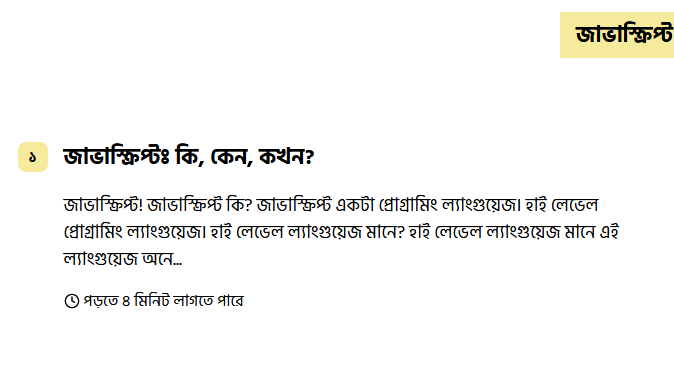 জাভাস্ক্রিপ্ট
১
জাভাস্ক্রিপ্টঃ কি, কেন, কখন?
জাভাস্ক্রিপ্ট! জাভাস্ক্রিপ্ট কি? জাভাস্ক্রিপ্ট একটা প্রোগ্রামিং ল্যাংগুয়েজ। হাই লেভেল
প্রোগ্রামিং ল্যাংগুয়েজ। হাই লেভেল ল্যাংগুয়েজ মানে? হাই লেভেল ল্যাংগুয়েজ মানে এই
ল্যাংগুয়েজ অনে...
পড়তে ৪ মিনিট লাগতে পারে